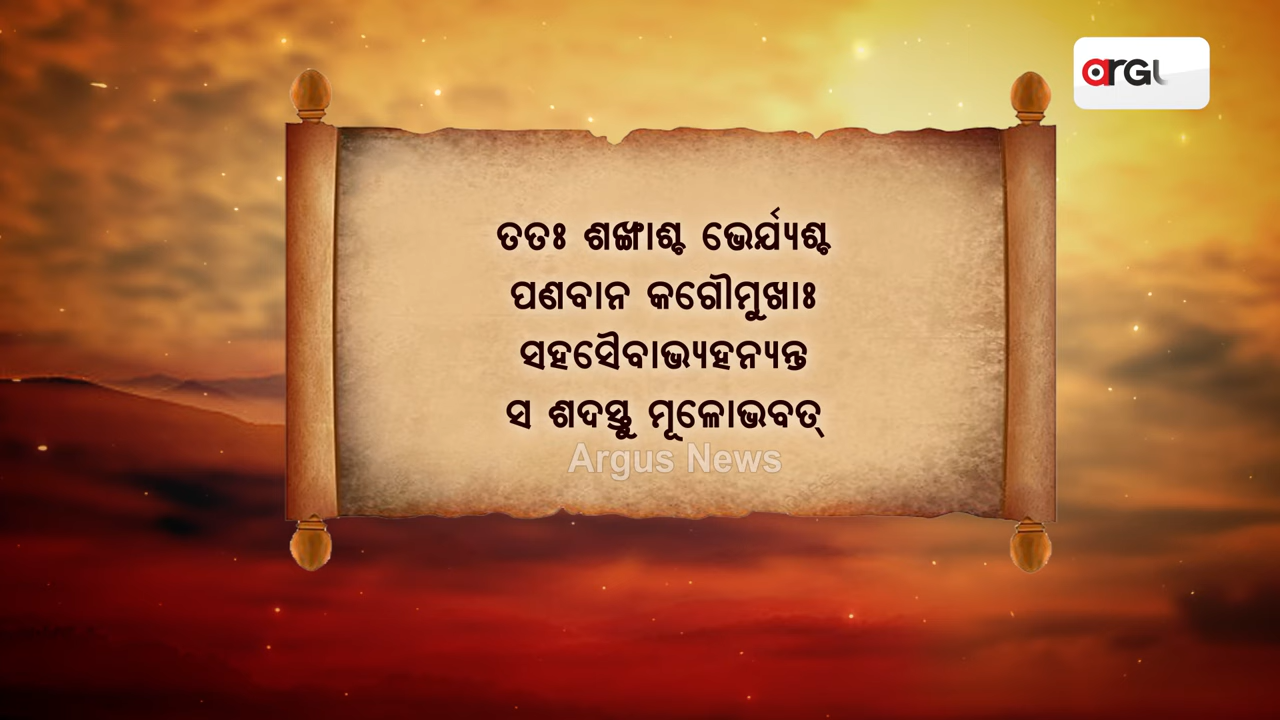 arGu
ତତଃ ଶଙ୍ଖାଶ୍ଚ ଭେର୍ଯ୍ୟଶ୍ଚ
ପଣବାନ କଗୌମୁଖାଃ
ସହସୈବାଭ୍ୟହନ୍ୟନ୍ତ
ସ ଶଦସ୍ତୁ ମୂଳୋଭବତ୍
Argus News